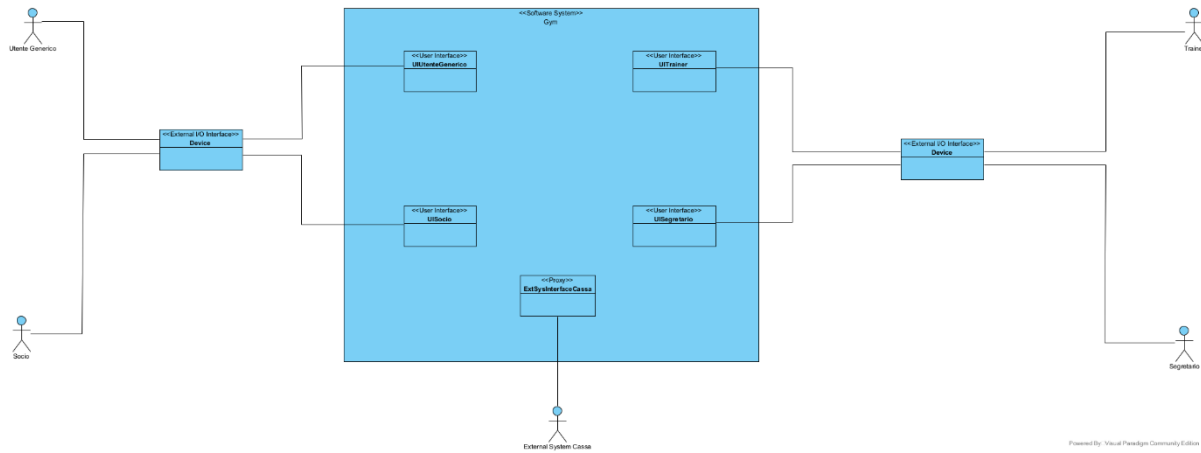 <<Software System>>
Gym
Utente Generico
<<User Interface>>
UIUtenteGenerico
<<User Interface>>
UITrainer
Traine
<<External I/O Interface>>
Device
<<External I/O Interface>>
Device
<<User Interface>>
UISocio
<<User Interface>>
UISegretario
<<Proxy>>
ExtSysInterfaceCassa
Socio
Segretario
External System Cassa
Powered By: Visual Paradigm Community Edition